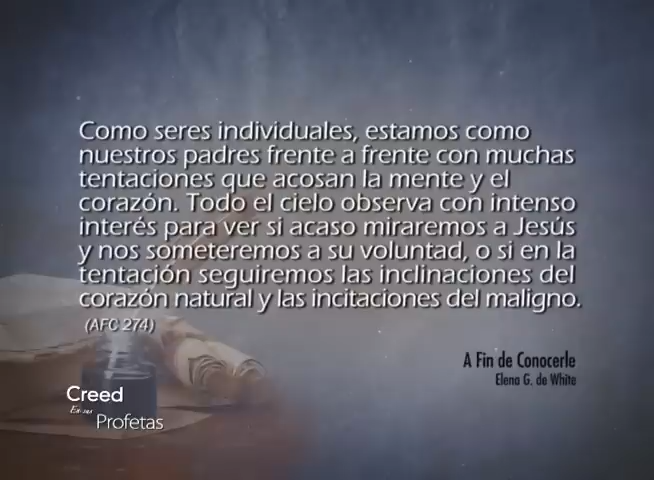 Como seres individuales, estamos como
nuestros padres frente a frente con muchas
tentaciones que acosan la mente y el
corazón. Todo el cielo observa con intenso
interés para ver si acaso miraremos a Jesús
y nos someteremos a su voluntad, o si en la
tentación seguiremos las inclinaciones del
corazón natural y las incitaciones del maligno.
(AFC 274)
A Fin de Conocerle
Elena G. de White
Creed
En sus
Profetas